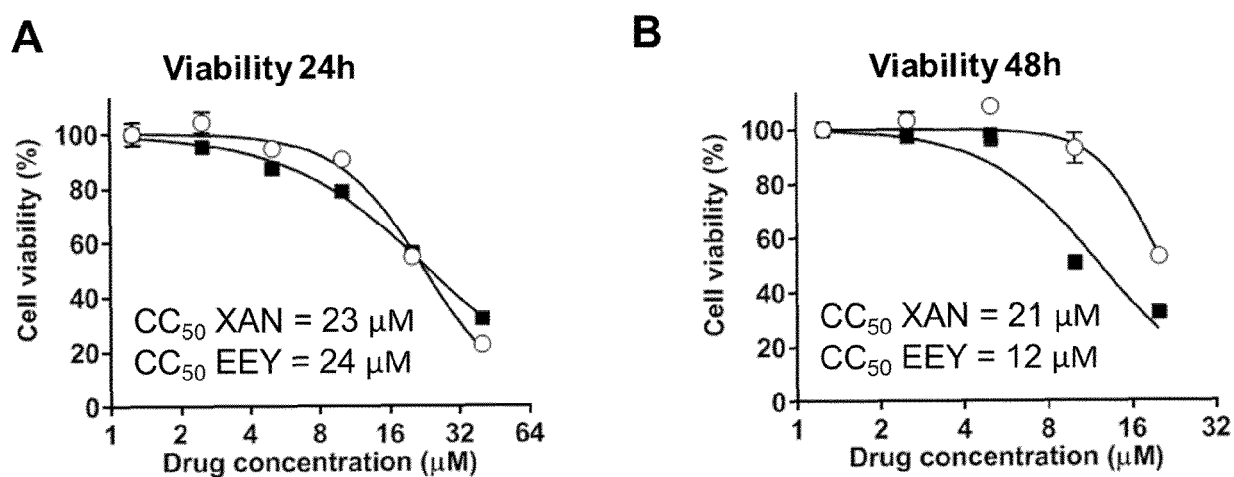 A
Viability 24h
Cell viability (%)
100
80
60
40
20
0
CC50 XAN = 23 µM
CC50 EEY = 24 µM
1 2 4 8 16 32 64
Drug concentration (µM)
B
Viability 48h
Cell viability (%)
100
80
60
40
20
0
CC50 XAN = 21 µM
CC50 EEY = 12 µM
1 2 4 8 16 32
Drug concentration (µM)